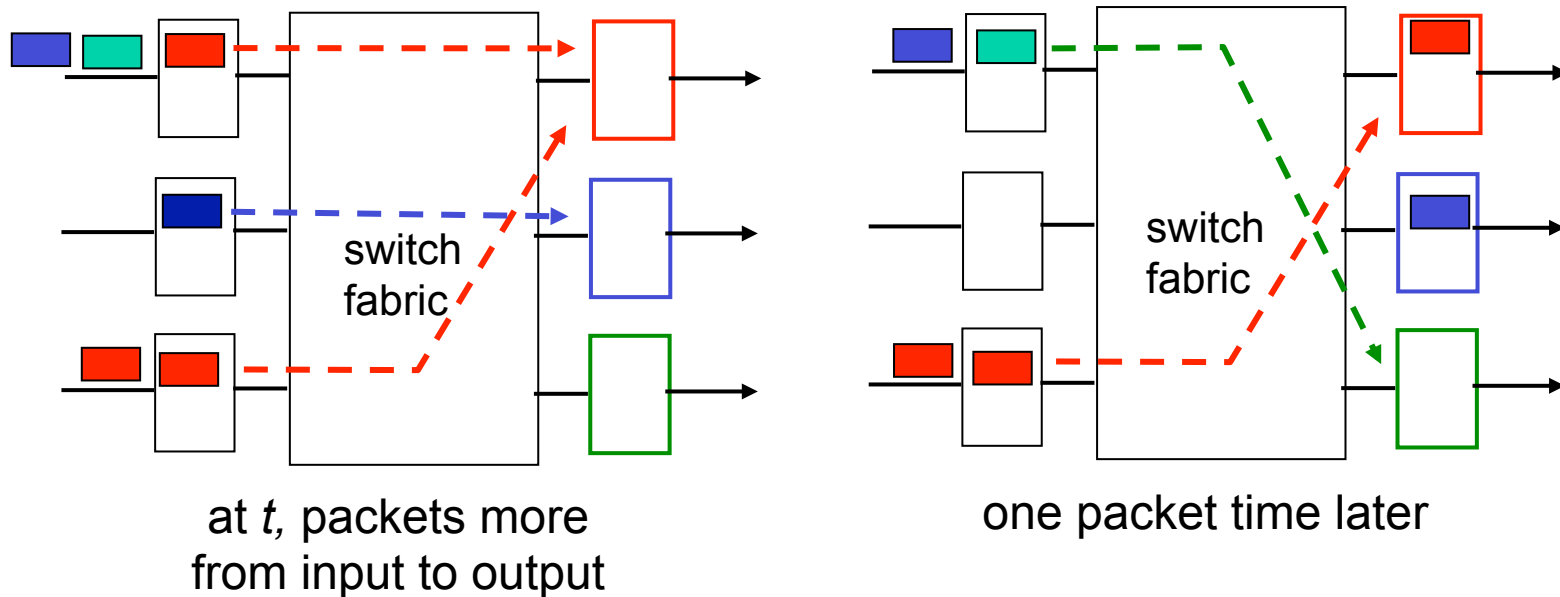 switch
fabric
at t, packets more
from input to output
switch
fabric
one packet time later